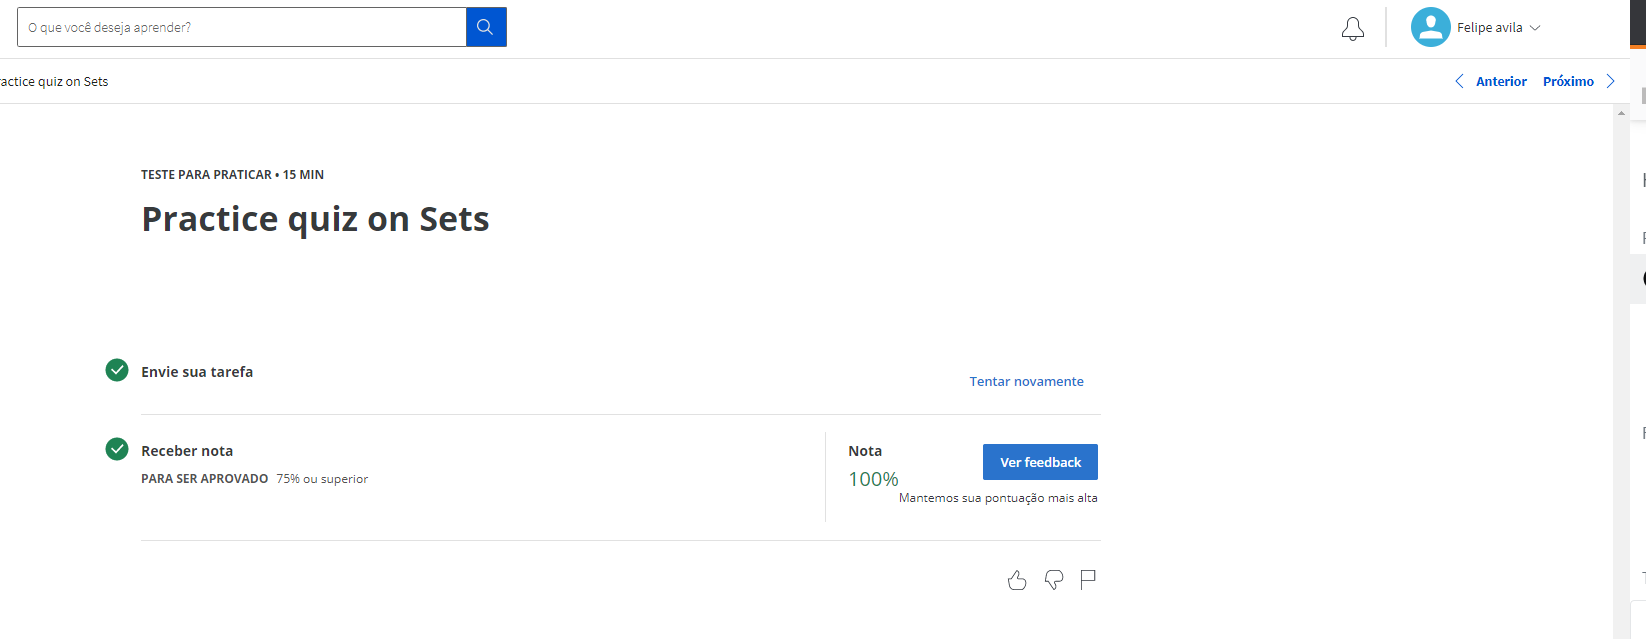 O que você deseja aprender?
Felipe avila
ractice quiz on Sets
Anterior
Próximo
TESTE PARA PRATICAR • 15 MIN
Practice quiz on Sets
Envie sua tarefa
Tentar novamente
Receber nota
PARA SER APROVADO 75% ou superior
Nota
100%
Ver feedback
Mantemos sua pontuação mais alta